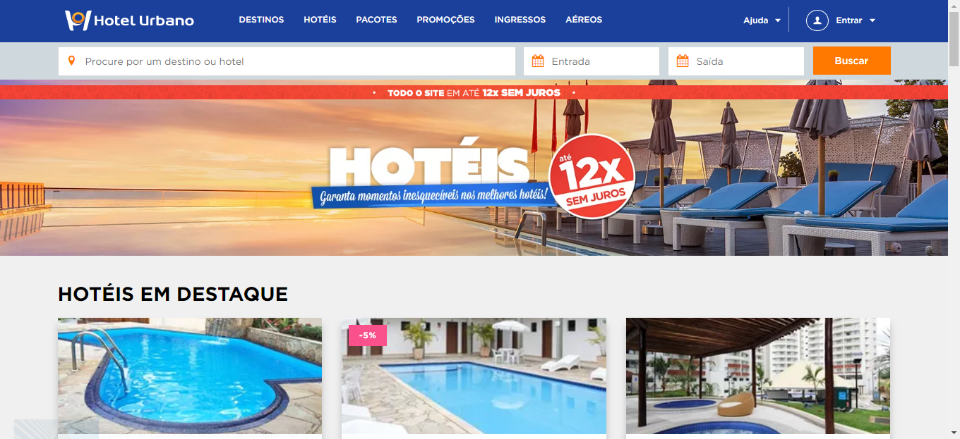 Hotel Urbano
DESTINOS HOTÉIS PACOTES PROMOÇÕES INGRESSOS AÉREOS
Ajuda Entrar
Procure por um destino ou hotel
Entrada
Saída
Buscar
• TODO O SITE EM ATÉ 12x SEM JUROS •
HOTÉIS
Garanta momentos inesquecíveis nos melhores hotéis!
até
12x
SEM JUROS
HOTÉIS EM DESTAQUE
-5%